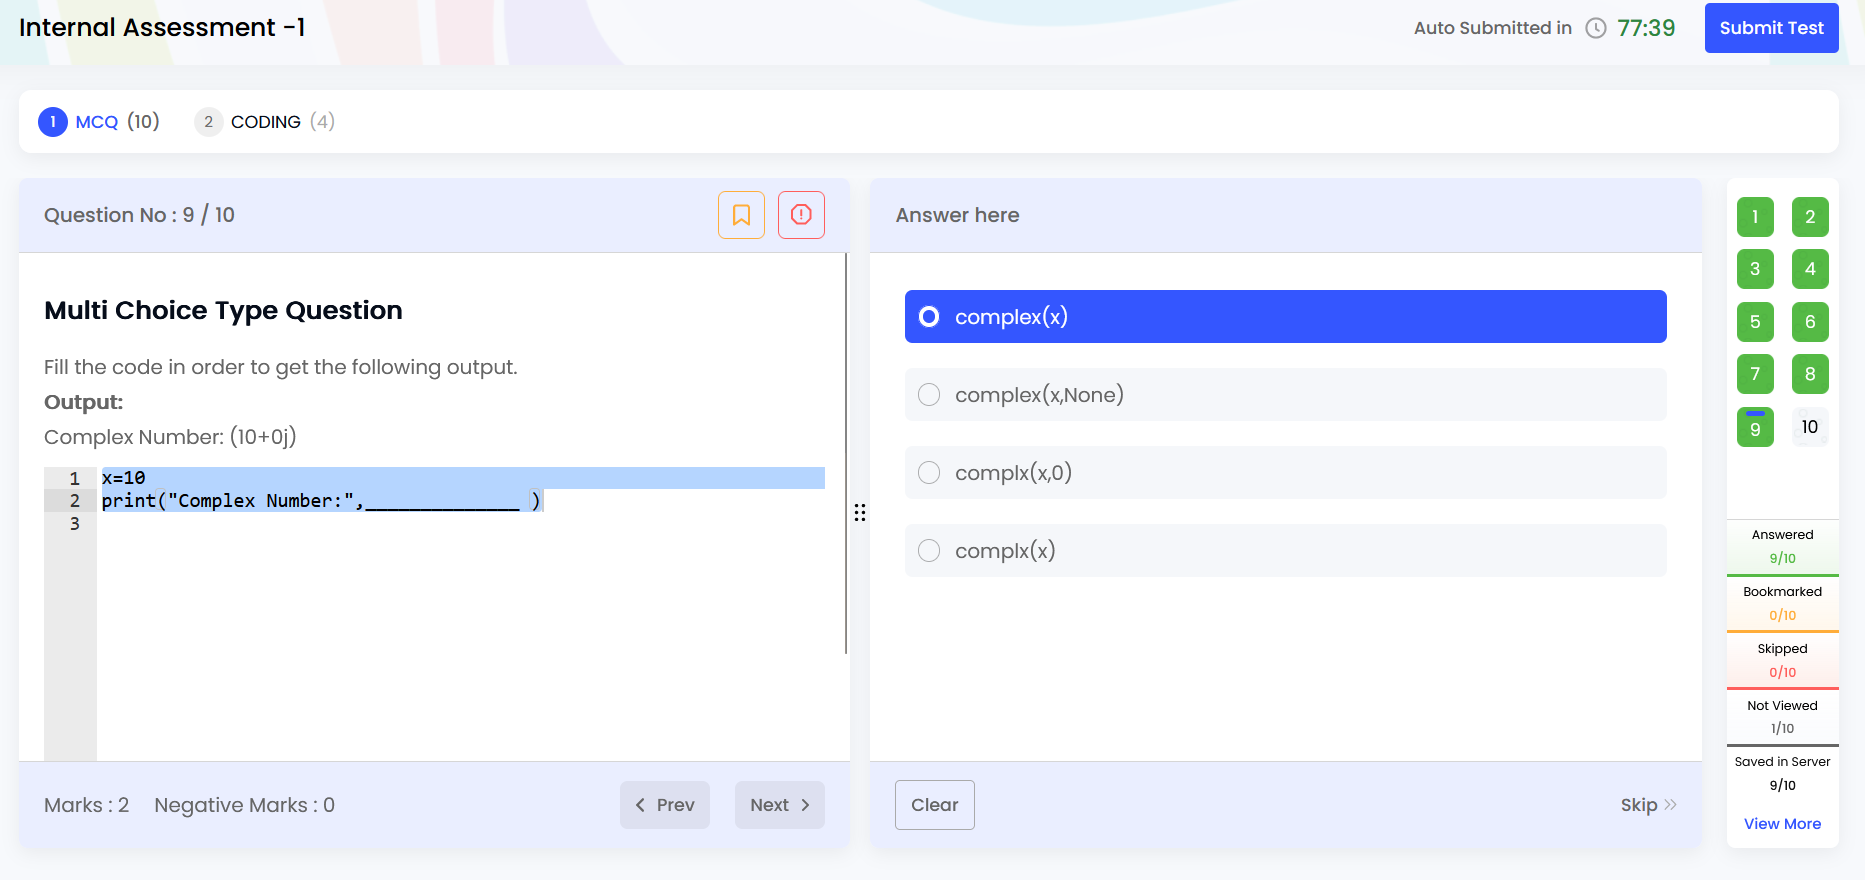 Internal Assessment -1
Auto Submitted in 77:39
Submit Test
1 MCQ (10) 2 CODING (4)
Question No : 9 / 10
Multi Choice Type Question
Fill the code in order to get the following output.
Output:
Complex Number: (10+0j)
1 x=10
2 print("Complex Number:",______________ )
3
Marks : 2 Negative Marks : 0
Prev Next
Answer here
complex(x)
complex(x,None)
complx(x,0)
complx(x)
Clear Skip
1 2
3 4
5 6
7 8
9 10
Answered
9/10
Bookmarked
0/10
Skipped
0/10
Not Viewed
1/10
Saved in Server
9/10
View More